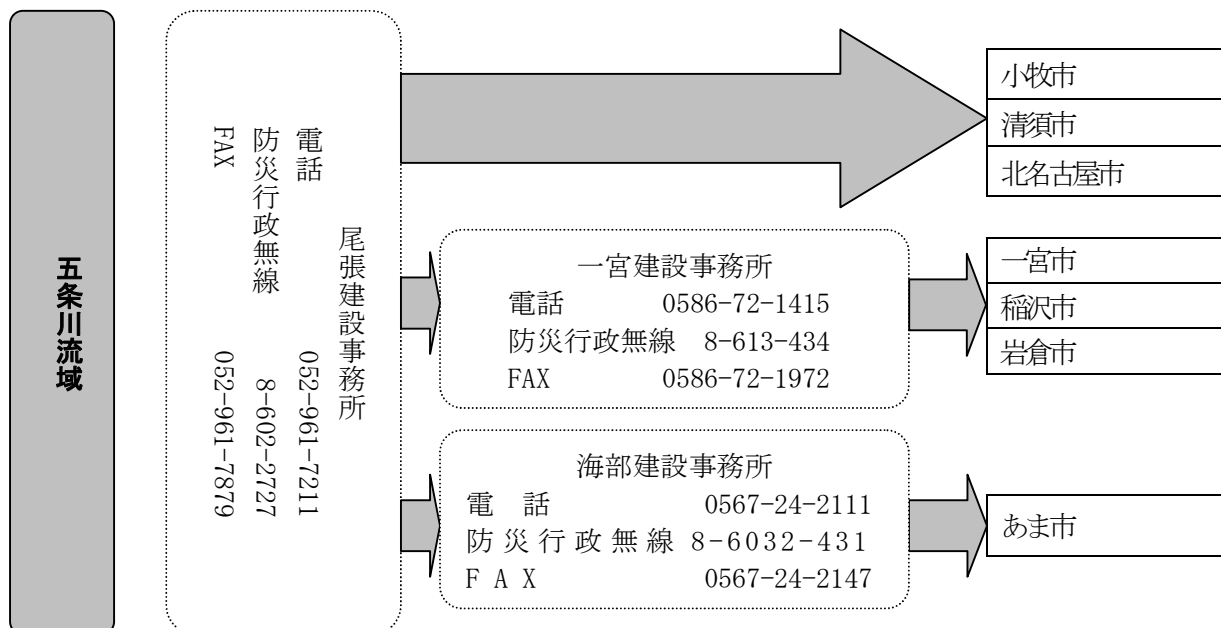 五条川流域
尾張建設事務所
電話 052-961-7211
防災行政無線 8-602-2727
FAX 052-961-7879
小牧市
清須市
北名古屋市
一宮建設事務所
電話 0586-72-1415
防災行政無線 8-613-434
FAX 0586-72-1972
一宮市
稲沢市
岩倉市
海部建設事務所
電 話 0567-24-2111
防災行政無線 8-6032-431
F A X 0567-24-2147
あま市